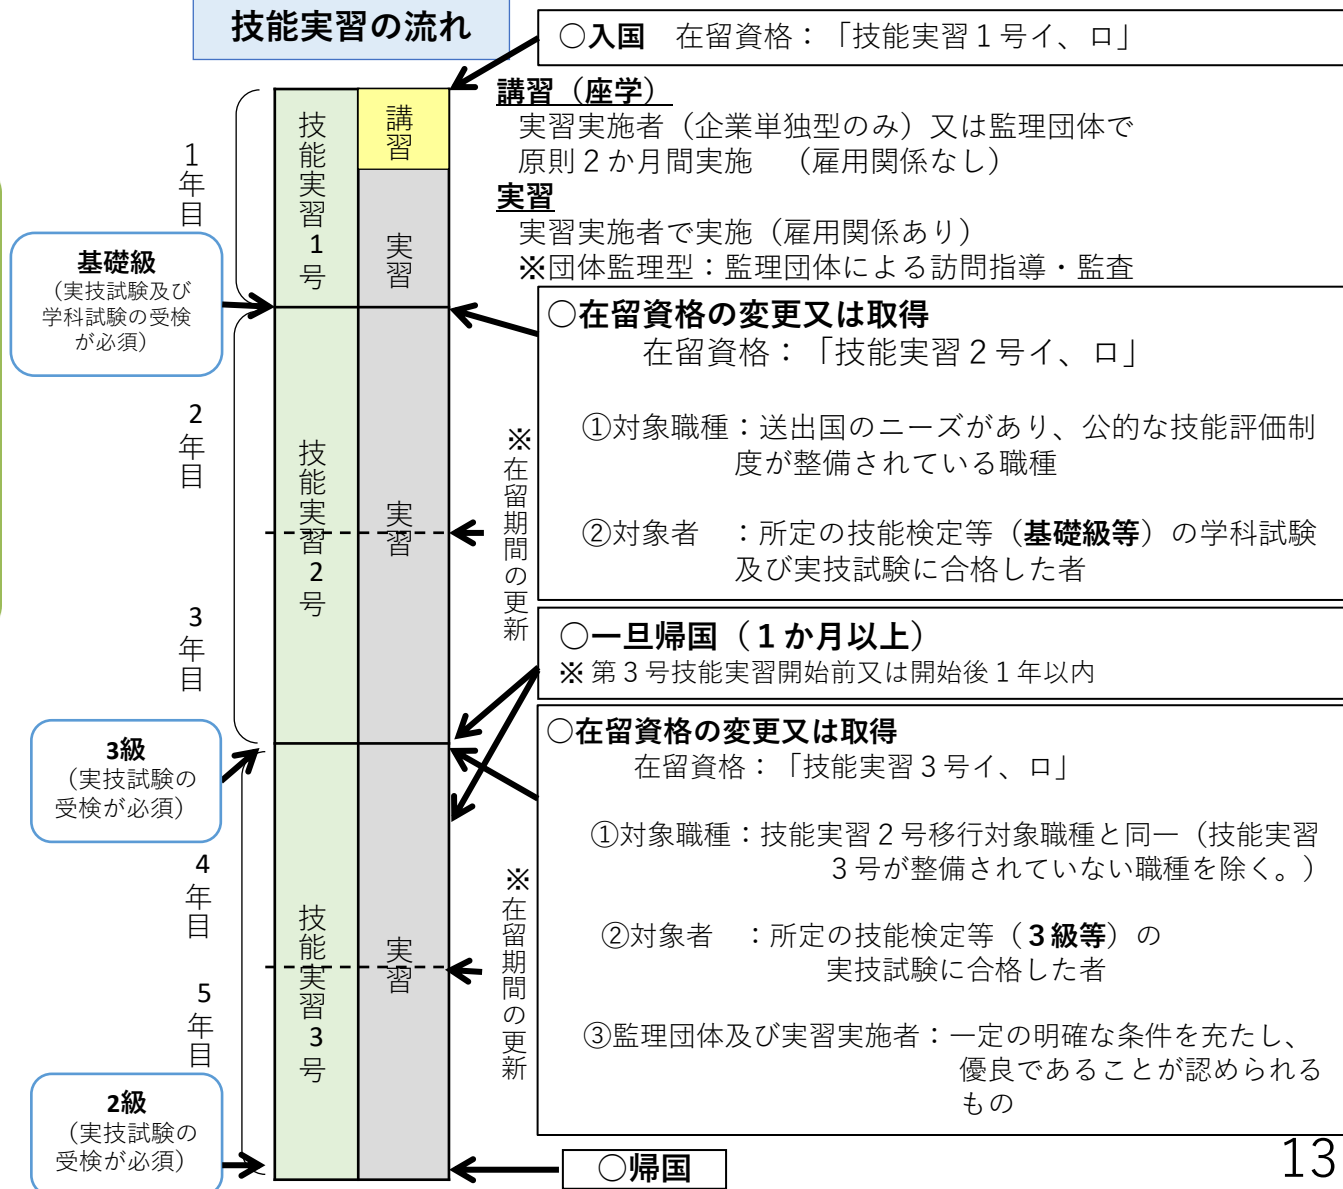 技能実習の流れ
○入国　在留資格：「技能実習１号イ、ロ」
講習（座学）
実習実施者（企業単独型のみ）又は監理団体で
原則２か月間実施　（雇用関係なし）
実習
実習実施者で実施（雇用関係あり）
※団体監理型：監理団体による訪問指導・監査
1年目
技能実習1号
講習
実習
基礎級
（実技試験及び
学科試験の受検
が必須）
○在留資格の変更又は取得
在留資格：「技能実習２号イ、ロ」
①対象職種：送出国のニーズがあり、公的な技能評価制
度が整備されている職種
②対象者　：所定の技能検定等（基礎級等）の学科試験
及び実技試験に合格した者
2年目
技能実習2号
実習
※在留期間の更新
3年目
○一旦帰国（１か月以上）
※第３号技能実習開始前又は開始後１年以内
3級
（実技試験の
受検が必須）
○在留資格の変更又は取得
在留資格：「技能実習３号イ、ロ」
①対象職種：技能実習２号移行対象職種と同一（技能実習
３号が整備されていない職種を除く。）
②対象者　：所定の技能検定等（３級等）の
実技試験に合格した者
③監理団体及び実習実施者：一定の明確な条件を充たし、
優良であることが認められる
もの
4年目
技能実習3号
実習
※在留期間の更新
5年目
2級
（実技試験の
受検が必須）
○帰国
13